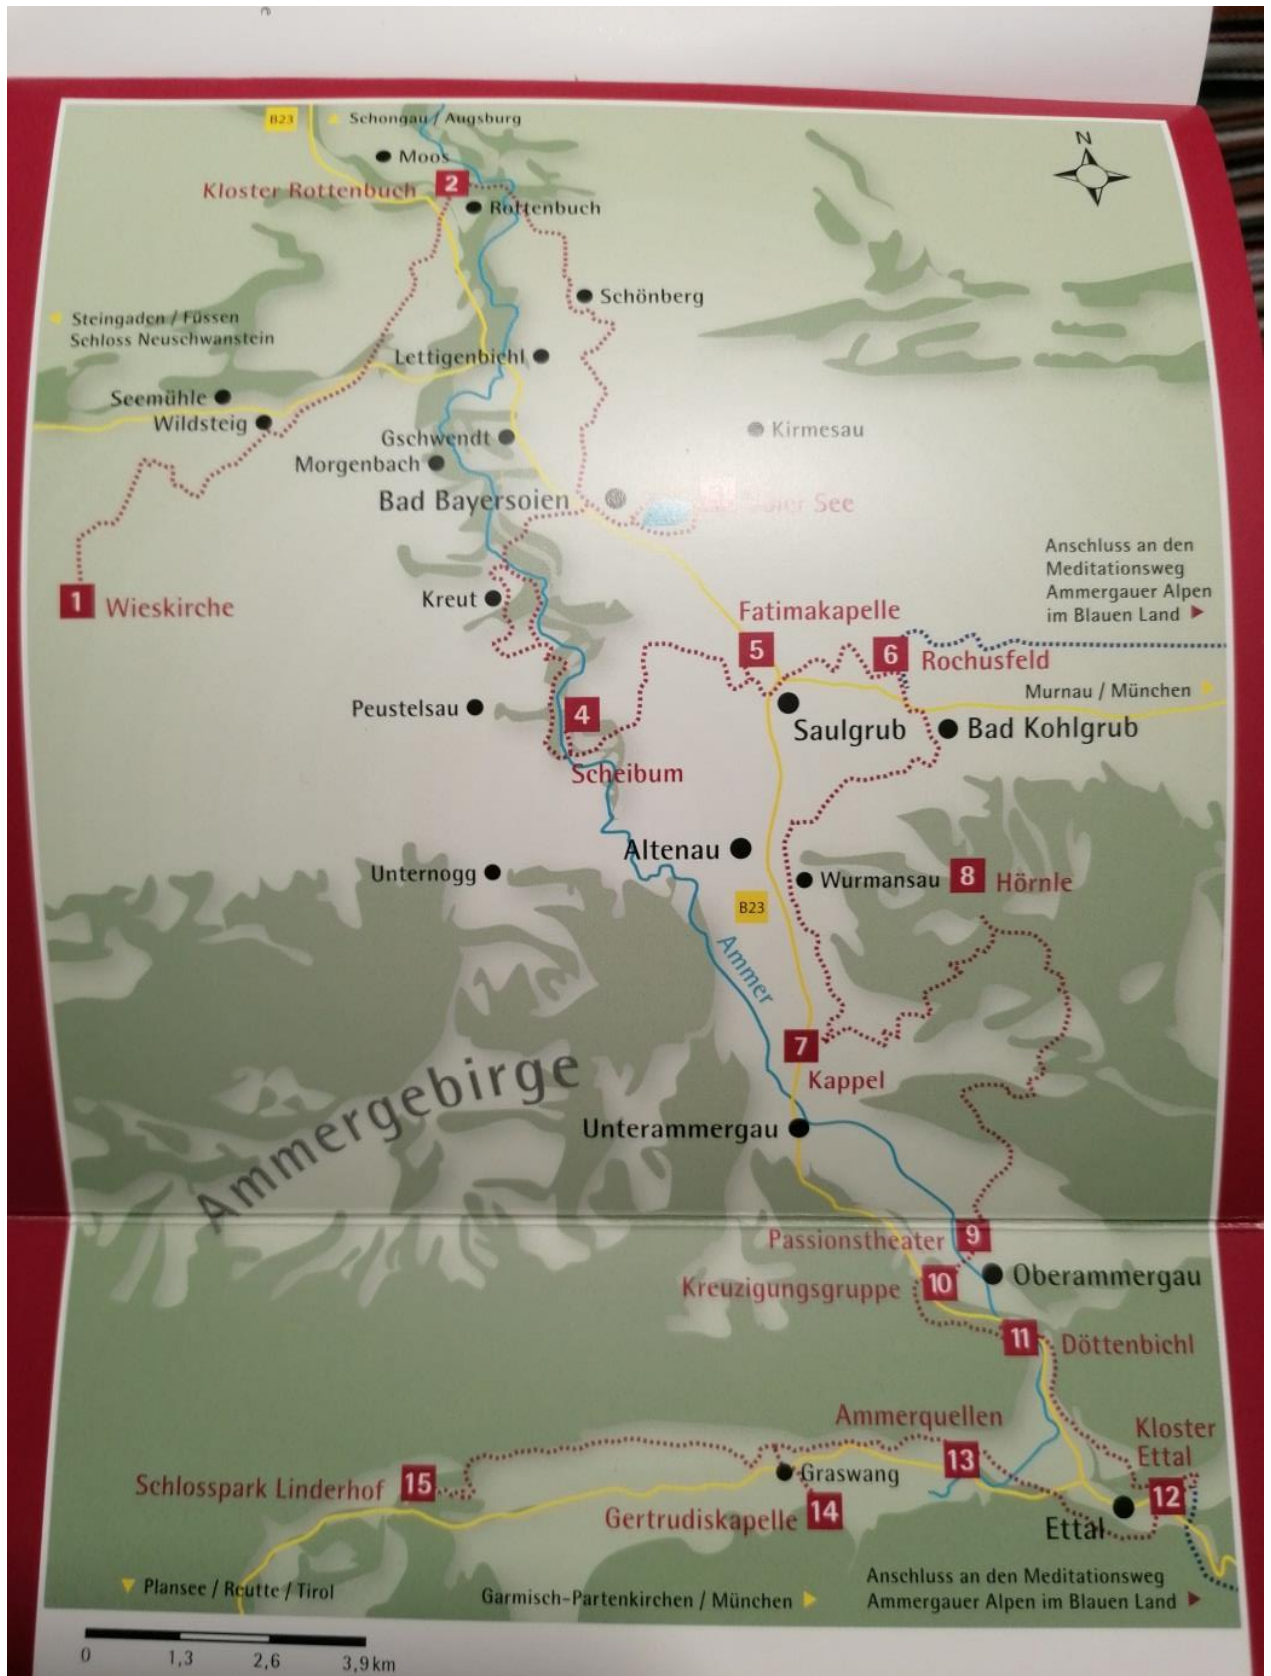 B23
Schongau / Augsburg
N
Moos
Kloster Rottenbuch 2
Rottenbuch
Schönberg
Steingaden / Füssen
Schloss Neuschwanstein
Lettigenbichl
Seemühle
Wildsteig
Gschwendt
Kirmesau
Morgenbach
Bad Bayersoien
See
Anschluss an den
Meditationsweg
Ammergauer Alpen
im Blauen Land
1 Wieskirche
Kreut
Fatimakapelle
5
6 Rochusfeld
Murnau / München
Peustelsau
4
Scheibum
Saulgrub
Bad Kohlgrub
Altenau
Unternogg
Wurmansau
8 Hörnle
B23
Ammer
7
Kappel
Ammergebirge
Unterammergau
Passionstheater 9
Kreuzigungsgruppe 10
Oberammergau
11 Döttenbichl
Ammerquellen
13
Kloster
Ettal
12
Schlosspark Linderhof 15
Graswang
Gertrudiskapelle 14
Ettal
Plansee / Reutte / Tirol
Garmisch-Partenkirchen / München
Anschluss an den Meditationsweg
Ammergauer Alpen im Blauen Land
0 1,3 2,6 3,9 km